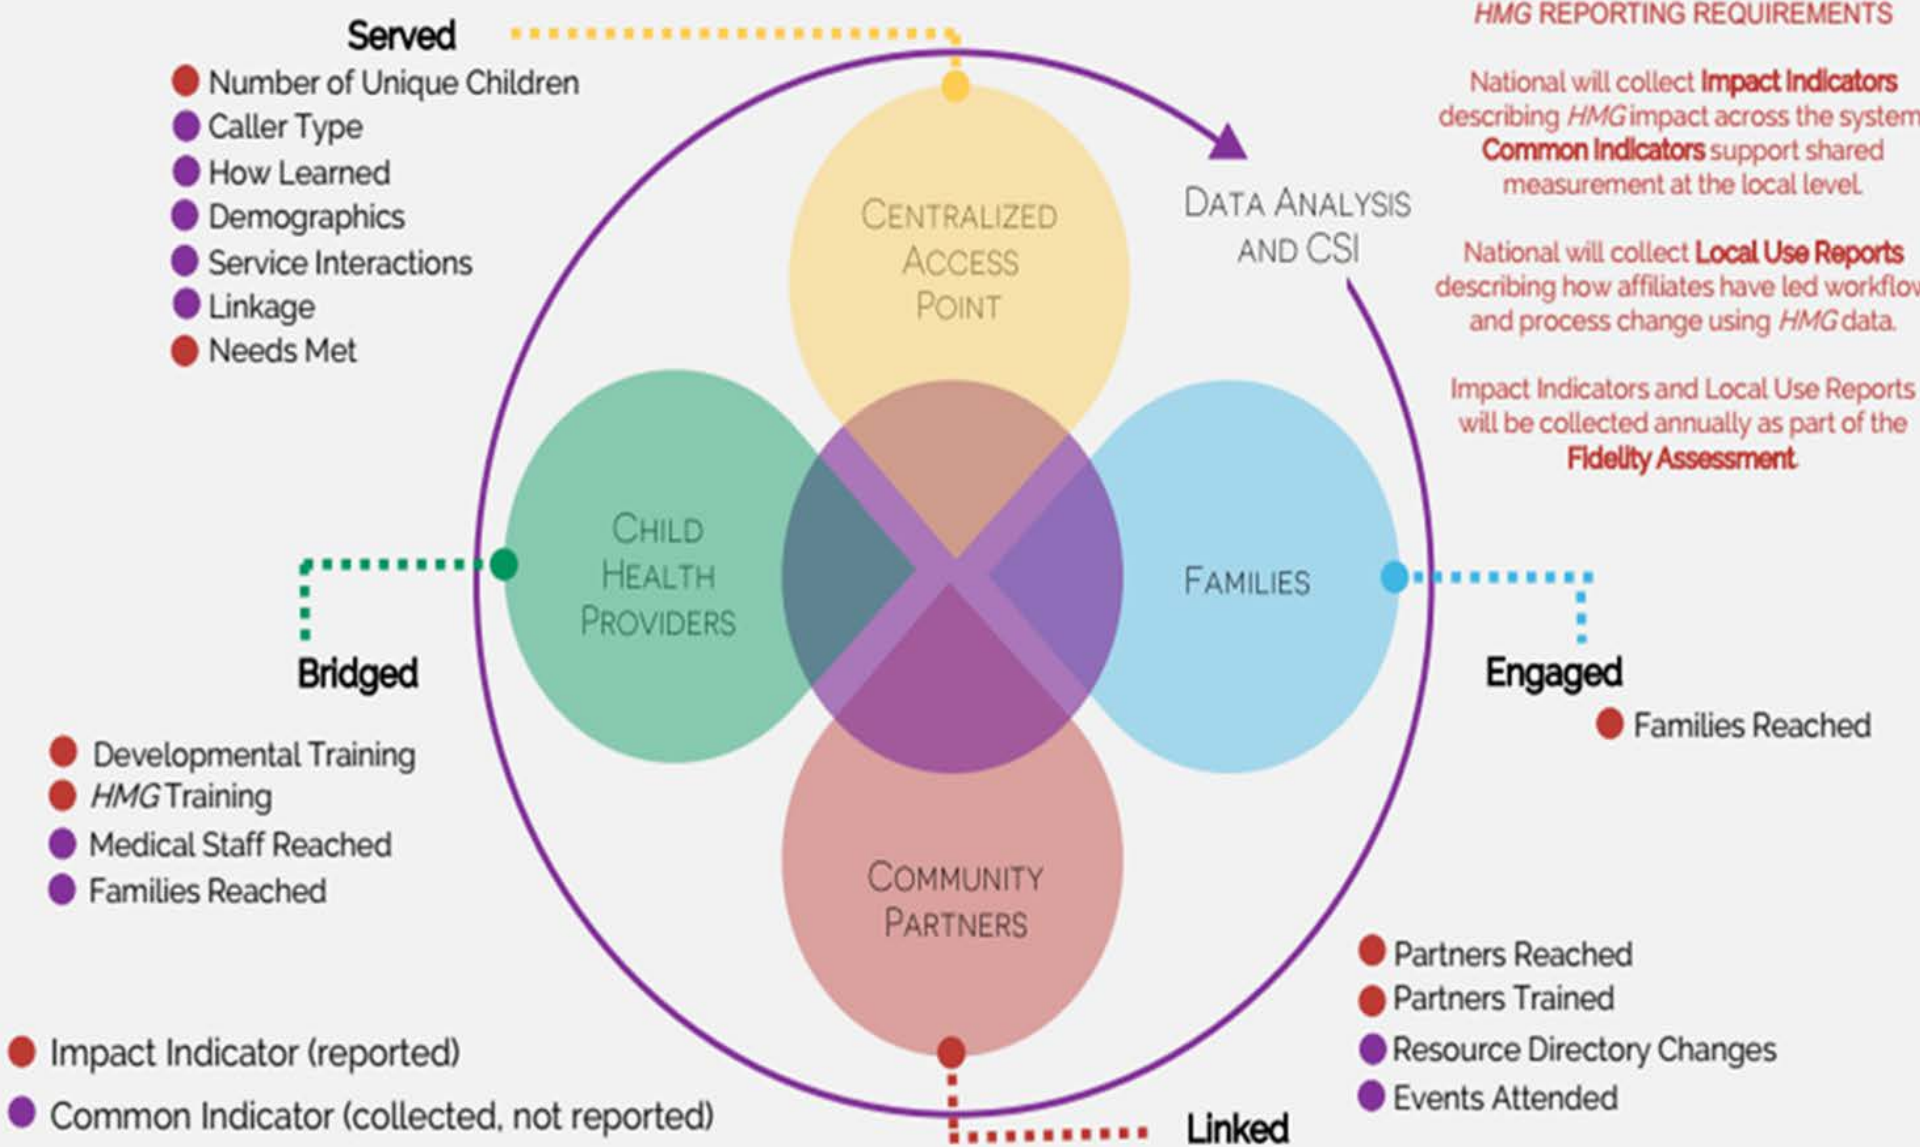 Served
Number of Unique Children
Caller Type
How Learned
Demographics
Service Interactions
Linkage
Needs Met
HMG REPORTING REQUIREMENTS
National will collect Impact Indicators
describing HMG impact across the system
Common Indicators support shared
measurement at the local level.
National will collect Local Use Reports
describing how affiliates have led workflow
and process change using HMG data.
Impact Indicators and Local Use Reports
will be collected annually as part of the
Fidelity Assessment
CENTRALIZED
ACCESS
POINT
DATA ANALYSIS
AND CSI
CHILD
HEALTH
PROVIDERS
FAMILIES
COMMUNITY
PARTNERS
Bridged
Developmental Training
HMG Training
Medical Staff Reached
Families Reached
Engaged
Families Reached
Partners Reached
Partners Trained
Resource Directory Changes
Events Attended
Linked
Impact Indicator (reported)
Common Indicator (collected, not reported)